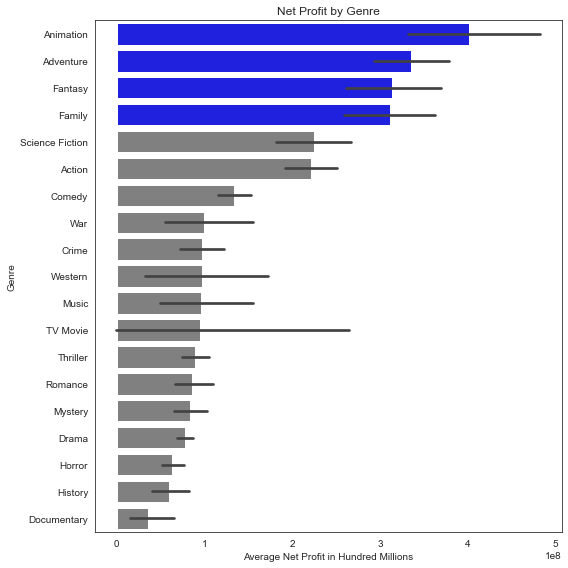 Net Profit by Genre
Genre
Animation
Adventure
Fantasy
Family
Science Fiction
Action
Comedy
War
Crime
Western
Music
TV Movie
Thriller
Romance
Mystery
Drama
Horror
History
Documentary
0 1 2 3 4 5
1e8
Average Net Profit in Hundred Millions